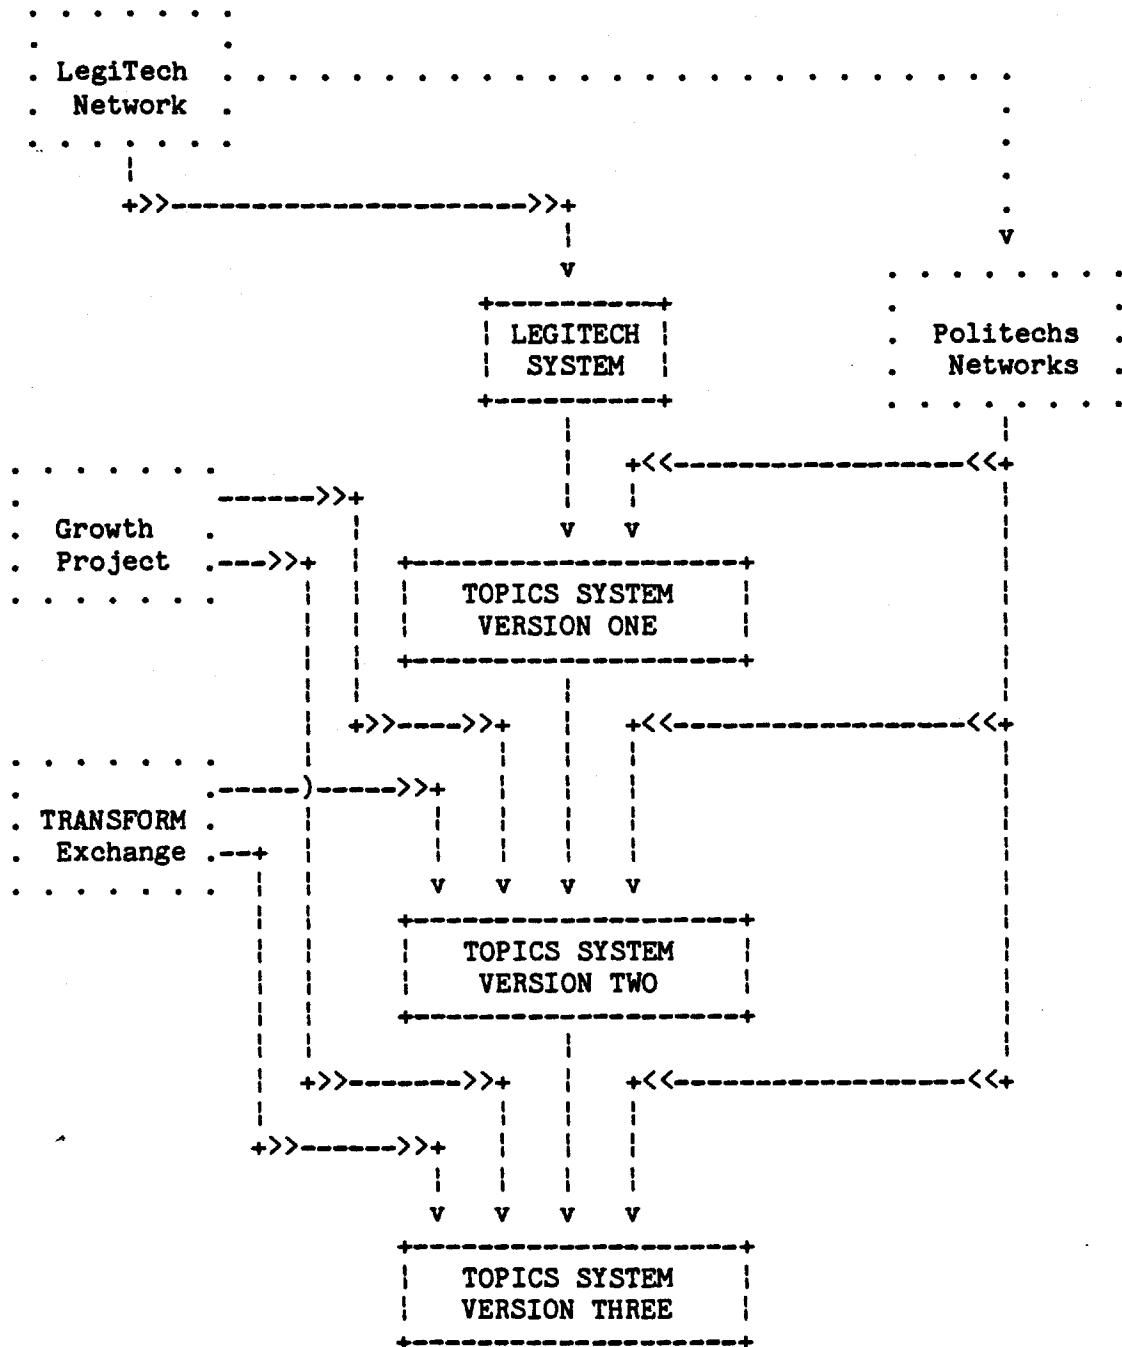 LegiTech
Network
LEGITECH
SYSTEM
Politechs
Networks
Growth
Project
TOPICS SYSTEM
VERSION ONE
TRANSFORM
Exchange
TOPICS SYSTEM
VERSION TWO
TOPICS SYSTEM
VERSION THREE